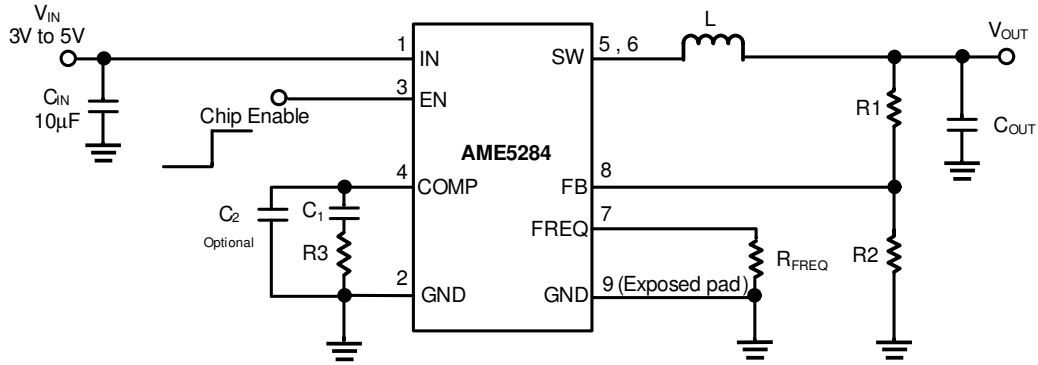 VIN
3V to 5V
CIN
10μF
Chip Enable
C2
Optional
C1
R3
1
IN
3
EN
4
COMP
2
GND
AME5284
5 , 6
SW
8
FB
7
FREQ
9 (Exposed pad)
GND
L
VOUT
R1
COUT
R2
RFREQ